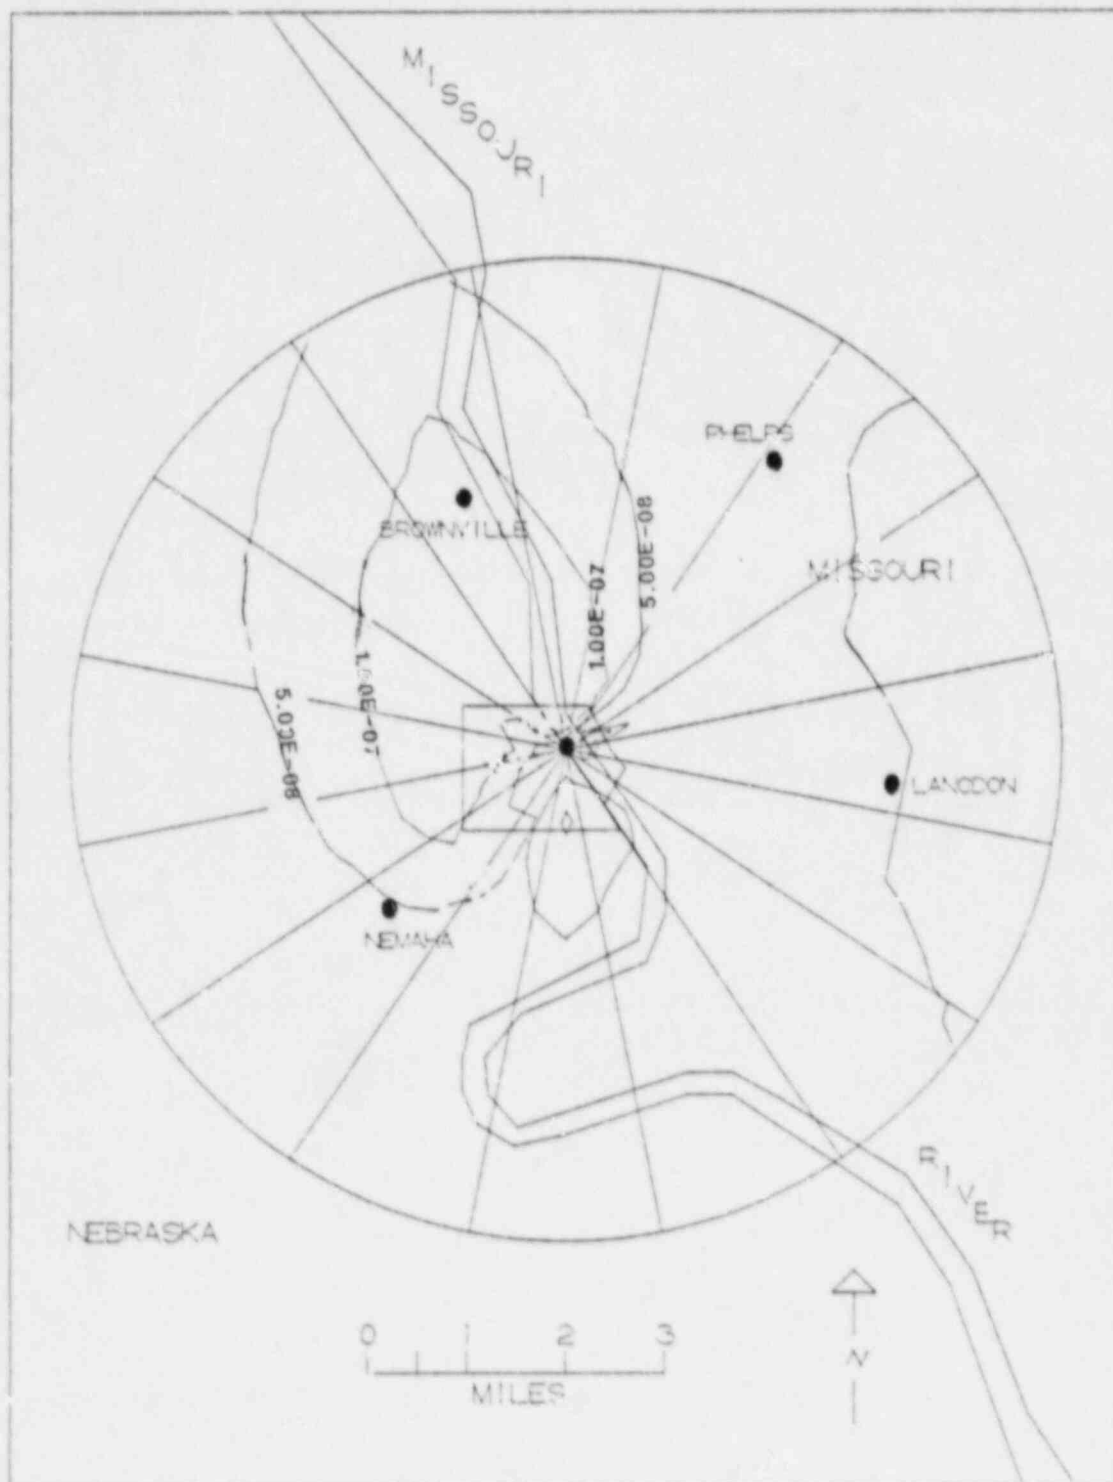 MISSOURI
PHELPS
BROWNVILLE
5.00E-08
1.00E-07
MISSOURI
1.00E-07
5.00E-08
LANGDON
NEMAHA
RIVER
NEBRASKA
0 1 2 3
MILES
N